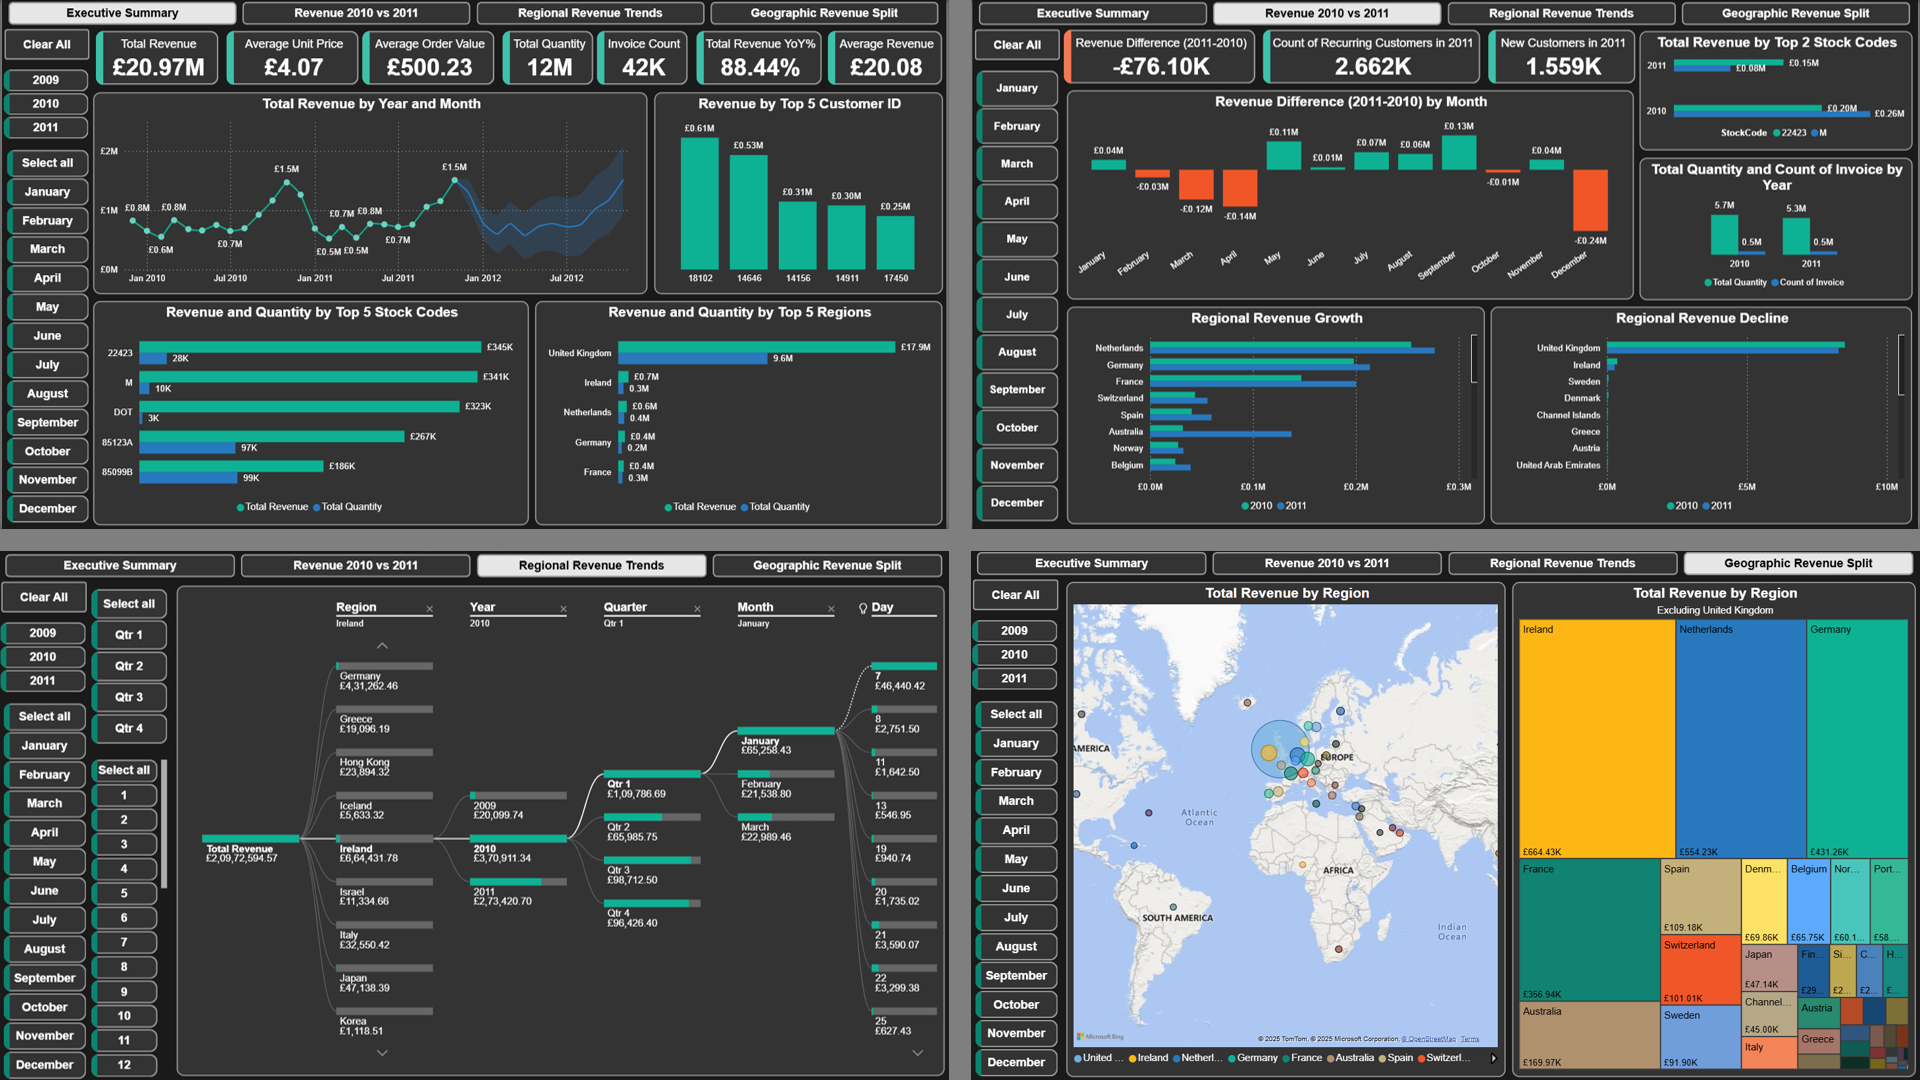 Executive Summary
Revenue 2010 vs 2011
Regional Revenue Trends
Geographic Revenue Split
Clear All
2009
2010
2011
Select all
January
February
March
April
May
June
July
August
September
October
November
December
Total Revenue
£20.97M
Average Unit Price
£4.07
Average Order Value
£500.23
Total Quantity
12M
Invoice Count
42K
Total Revenue YoY%
88.44%
Average Revenue
£20.08
Total Revenue by Year and Month
£2M
£1M
£0M
£0.8M
£0.6M
£0.8M
£0.7M
£1.5M
£0.5M
£0.7M
£0.5M
£0.8M
£0.7M
£1.5M
Jan 2010
Jul 2010
Jan 2011
Jul 2011
Jan 2012
Jul 2012
Revenue by Top 5 Customer ID
£0.61M
£0.53M
£0.31M
£0.30M
£0.25M
18102
14646
14156
14911
17450
Revenue and Quantity by Top 5 Stock Codes
22423
£345K
28K
M
£341K
10K
DOT
£323K
3K
85123A
£267K
97K
85099B
£186K
99K
Total Revenue
Total Quantity
Revenue and Quantity by Top 5 Regions
United Kingdom
£17.9M
9.6M
Ireland
£0.7M
0.3M
Netherlands
£0.6M
0.4M
Germany
£0.4M
0.2M
France
£0.4M
0.3M
Total Revenue
Total Quantity
Executive Summary
Revenue 2010 vs 2011
Regional Revenue Trends
Geographic Revenue Split
Clear All
January
February
March
April
May
June
July
August
September
October
November
December
Revenue Difference (2011-2010)
-£76.10K
Count of Recurring Customers in 2011
2.662K
New Customers in 2011
1.559K
Total Revenue by Top 2 Stock Codes
2011
£0.15M
£0.08M
2010
£0.20M
£0.26M
StockCode
22423
M
Revenue Difference (2011-2010) by Month
£0.04M
-£0.03M
-£0.12M
-£0.14M
£0.11M
£0.01M
£0.07M
£0.06M
£0.13M
-£0.01M
£0.04M
-£0.24M
January
February
March
April
May
June
July
August
September
October
November
December
Total Quantity and Count of Invoice by
Year
5.7M
0.5M
5.3M
0.5M
2010
2011
Total Quantity
Count of Invoice
Regional Revenue Growth
Netherlands
Germany
France
Switzerland
Spain
Australia
Norway
Belgium
£0.0M
£0.1M
£0.2M
£0.3M
2010
2011
Regional Revenue Decline
United Kingdom
Ireland
Sweden
Denmark
Channel Islands
Greece
Austria
United Arab Emirates
£0M
£5M
£10M
2010
2011
Executive Summary
Revenue 2010 vs 2011
Regional Revenue Trends
Geographic Revenue Split
Clear All
2009
2010
2011
Select all
January
February
March
April
May
June
July
August
September
October
November
December
Select all
Qtr 1
Qtr 2
Qtr 3
Qtr 4
Select all
1
2
3
4
5
6
7
8
9
10
11
12
Region
Ireland
Year
2010
Quarter
Qtr 1
Month
January
Day
Total Revenue
£2,09,72,594.57
Germany
£4,31,262.46
Greece
£19,096.19
Hong Kong
£23,894.32
Iceland
£5,633.32
Ireland
£6,64,431.78
Israel
£11,334.66
Italy
£32,550.42
Japan
£47,138.39
Korea
£1,118.51
2009
£20,099.74
2010
£3,70,911.34
2011
£2,73,420.70
Qtr 1
£1,09,786.69
Qtr 2
£65,985.75
Qtr 3
£98,712.50
Qtr 4
£96,426.40
January
£65,258.43
February
£21,538.80
March
£22,989.46
7
£46,440.42
8
£2,751.50
11
£1,642.50
13
£546.95
19
£940.74
20
£1,735.02
21
£3,590.07
22
£3,299.38
25
£627.43
Executive Summary
Revenue 2010 vs 2011
Regional Revenue Trends
Geographic Revenue Split
Clear All
2009
2010
2011
Select all
January
February
March
April
May
June
July
August
September
October
November
December
Total Revenue by Region
AMERICA
EUROPE
Atlantic
Ocean
AFRICA
SOUTH AMERICA
Indian
Ocean
Microsoft Bing
© 2025 TomTom, © 2025 Microsoft Corporation, © OpenStreetMap Terms
United ...
Ireland
Netherl...
Germany
France
Australia
Spain
Switzerl...
Total Revenue by Region
Excluding United Kingdom
Ireland
£664.43K
Netherlands
£554.23K
Germany
£431.26K
France
£356.94K
Australia
£169.97K
Spain
£109.18K
Switzerland
£101.01K
Sweden
£91.90K
Denm...
£69.86K
Belgium
£65.75K
Nor...
£60.1...
Port...
£58....
Japan
£47.14K
Channel...
£45.00K
Italy
Fin...
£29...
Si...
£2...
C...
£2...
H...
£...
Austria
Greece